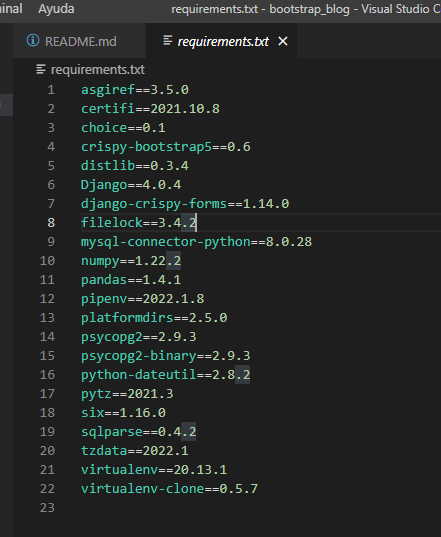 Ayuda requirements.txt - bootstrap_blog - Visual Studio C
README.md requirements.txt
requirements.txt
1 asgiref==3.5.0
2 certifi==2021.10.8
3 choice==0.1
4 crispy-bootstrap5==0.6
5 distlib==0.3.4
6 Django==4.0.4
7 django-crispy-forms==1.14.0
8 filelock==3.4.2
9 mysql-connector-python==8.0.28
10 numpy==1.22.2
11 pandas==1.4.1
12 pipenv==2022.1.8
13 platformdirs==2.5.0
14 psycopg2==2.9.3
15 psycopg2-binary==2.9.3
16 python-dateutil==2.8.2
17 pytz==2021.3
18 six==1.16.0
19 sqlparse==0.4.2
20 tzdata==2022.1
21 virtualenv==20.13.1
22 virtualenv-clone==0.5.7
23